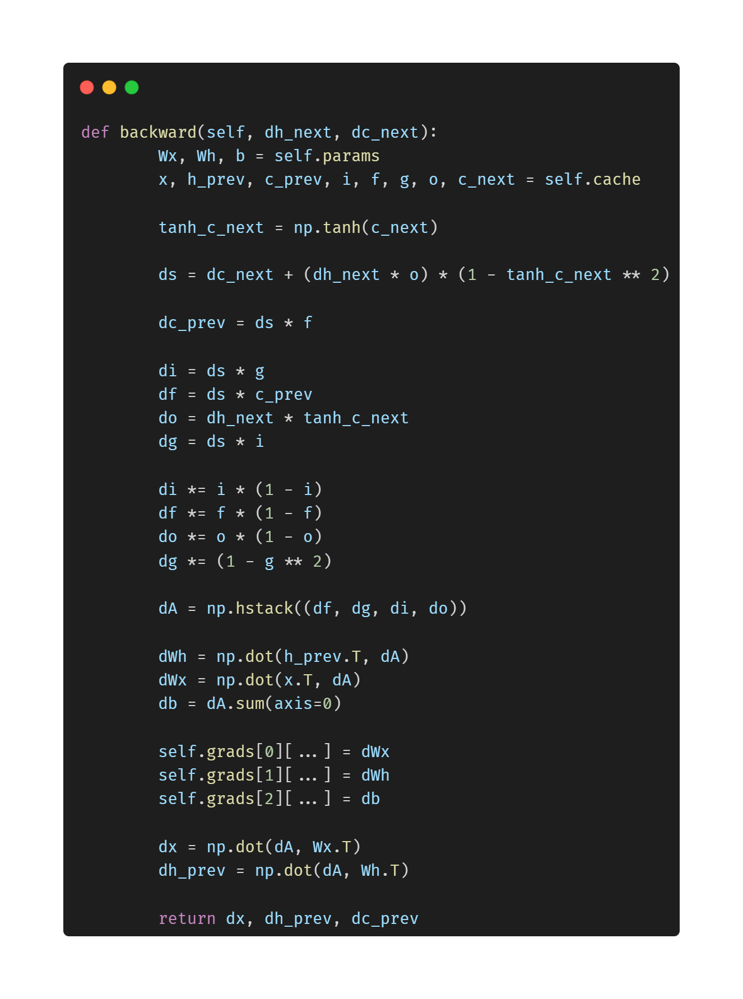 def backward(self, dh_next, dc_next):
        Wx, Wh, b = self.params
        x, h_prev, c_prev, i, f, g, o, c_next = self.cache

        tanh_c_next = np.tanh(c_next)

        ds = dc_next + (dh_next * o) * (1 - tanh_c_next ** 2)

        dc_prev = ds * f

        di = ds * g
        df = ds * c_prev
        do = dh_next * tanh_c_next
        dg = ds * i

        di *= i * (1 - i)
        df *= f * (1 - f)
        do *= o * (1 - o)
        dg *= (1 - g ** 2)

        dA = np.hstack((df, dg, di, do))

        dWh = np.dot(h_prev.T, dA)
        dWx = np.dot(x.T, dA)
        db = dA.sum(axis=0)

        self.grads[0][...] = dWx
        self.grads[1][...] = dWh
        self.grads[2][...] = db

        dx = np.dot(dA, Wx.T)
        dh_prev = np.dot(dA, Wh.T)

        return dx, dh_prev, dc_prev